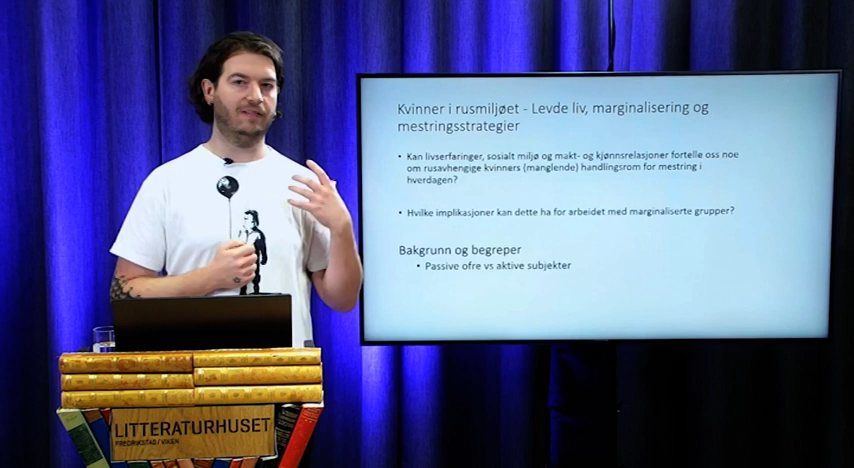 Kvinner i rusmiljøet - Levde liv, marginalisering og
mestringsstrategier
• Kan livserfaringer, sosialt miljø og makt- og kjønnsrelasjoner fortelle oss noe
om rusavhengige kvinners (manglende) handlingsrom for mestring i
hverdagen?
• Hvilke implikasjoner kan dette ha for arbeidet med marginaliserte grupper?
Bakgrunn og begreper
• Passive ofre vs aktive subjekter
LITTERATURHUSET
FREDRIKSTAD/VIKEN